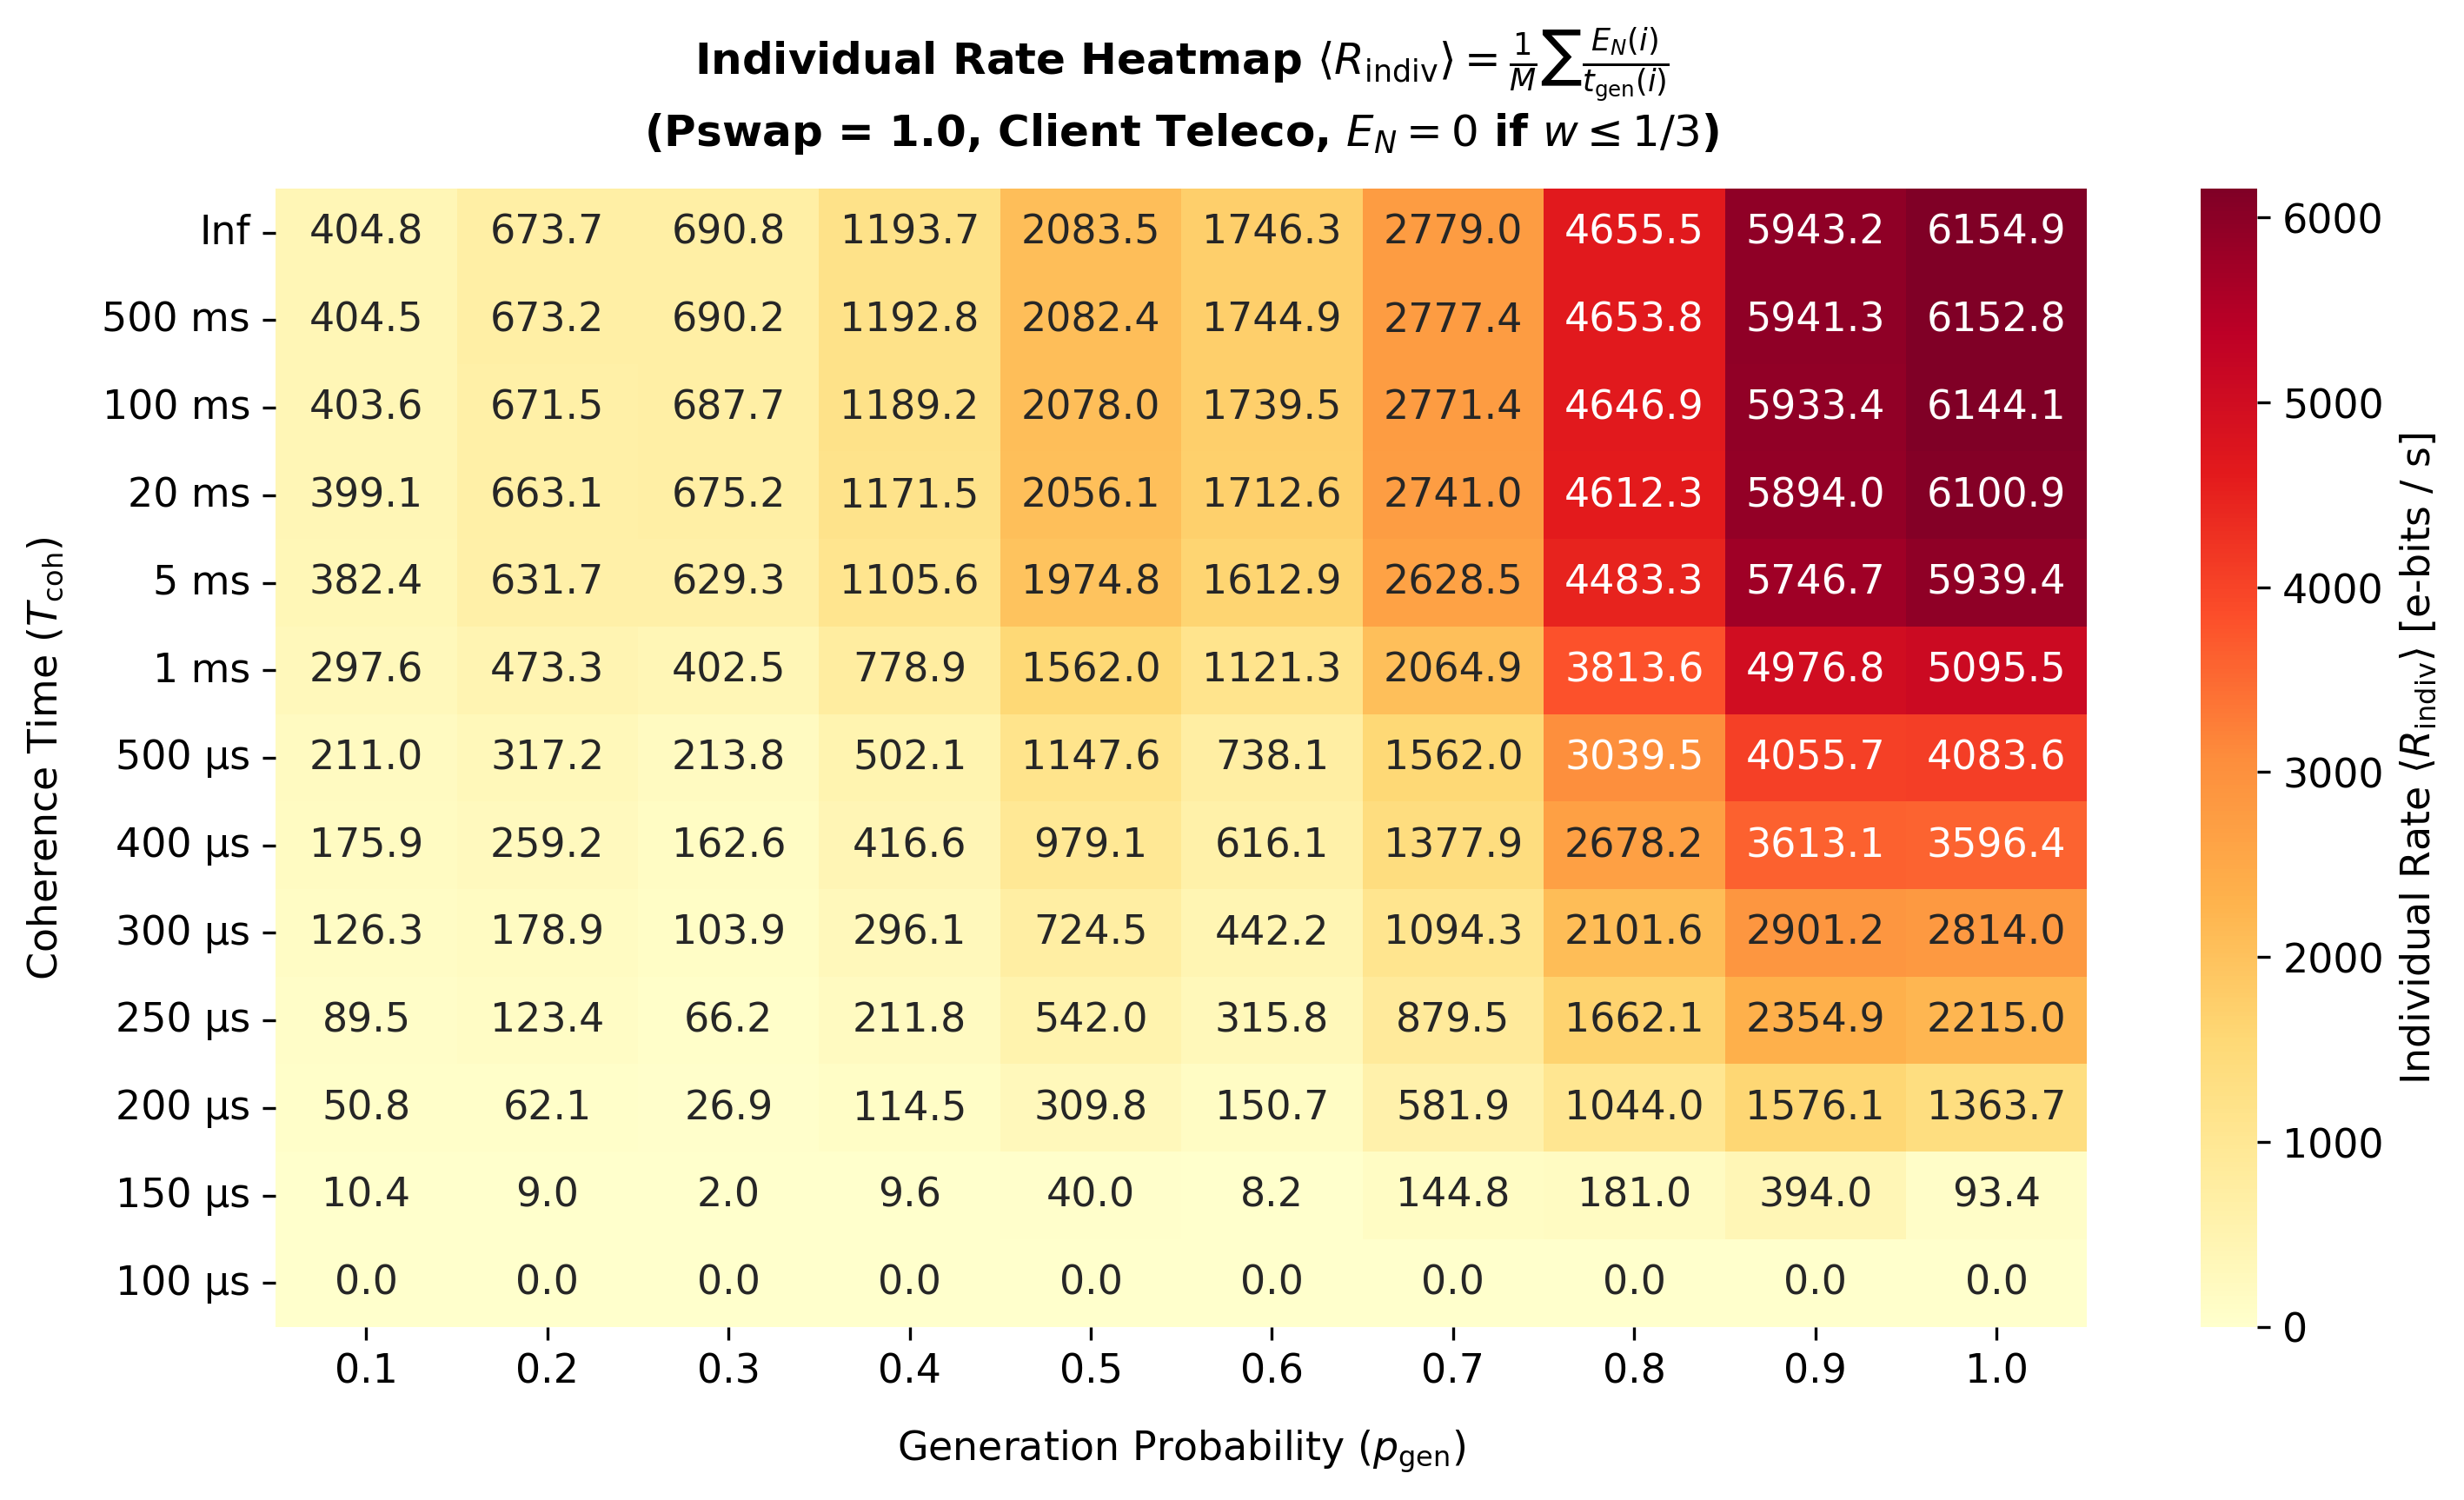 Individual Rate Heatmap ⟨R_indiv⟩ = 1/M ∑ E_N(i)/t_gen(i)
(Pswap = 1.0, Client Teleco, E_N = 0 if w ≤ 1/3)
Coherence Time (T_coh)
Inf 404.8 673.7 690.8 1193.7 2083.5 1746.3 2779.0 4655.5 5943.2 6154.9
500 ms 404.5 673.2 690.2 1192.8 2082.4 1744.9 2777.4 4653.8 5941.3 6152.8
100 ms 403.6 671.5 687.7 1189.2 2078.0 1739.5 2771.4 4646.9 5933.4 6144.1
20 ms 399.1 663.1 675.2 1171.5 2056.1 1712.6 2741.0 4612.3 5894.0 6100.9
5 ms 382.4 631.7 629.3 1105.6 1974.8 1612.9 2628.5 4483.3 5746.7 5939.4
1 ms 297.6 473.3 402.5 778.9 1562.0 1121.3 2064.9 3813.6 4976.8 5095.5
500 µs 211.0 317.2 213.8 502.1 1147.6 738.1 1562.0 3039.5 4055.7 4083.6
400 µs 175.9 259.2 162.6 416.6 979.1 616.1 1377.9 2678.2 3613.1 3596.4
300 µs 126.3 178.9 103.9 296.1 724.5 442.2 1094.3 2101.6 2901.2 2814.0
250 µs 89.5 123.4 66.2 211.8 542.0 315.8 879.5 1662.1 2354.9 2215.0
200 µs 50.8 62.1 26.9 114.5 309.8 150.7 581.9 1044.0 1576.1 1363.7
150 µs 10.4 9.0 2.0 9.6 40.0 8.2 144.8 181.0 394.0 93.4
100 µs 0.0 0.0 0.0 0.0 0.0 0.0 0.0 0.0 0.0 0.0
0.1 0.2 0.3 0.4 0.5 0.6 0.7 0.8 0.9 1.0
Generation Probability (p_gen)
6000
5000
4000
3000
2000
1000
0
Individual Rate ⟨R_indiv⟩ [e-bits / s]